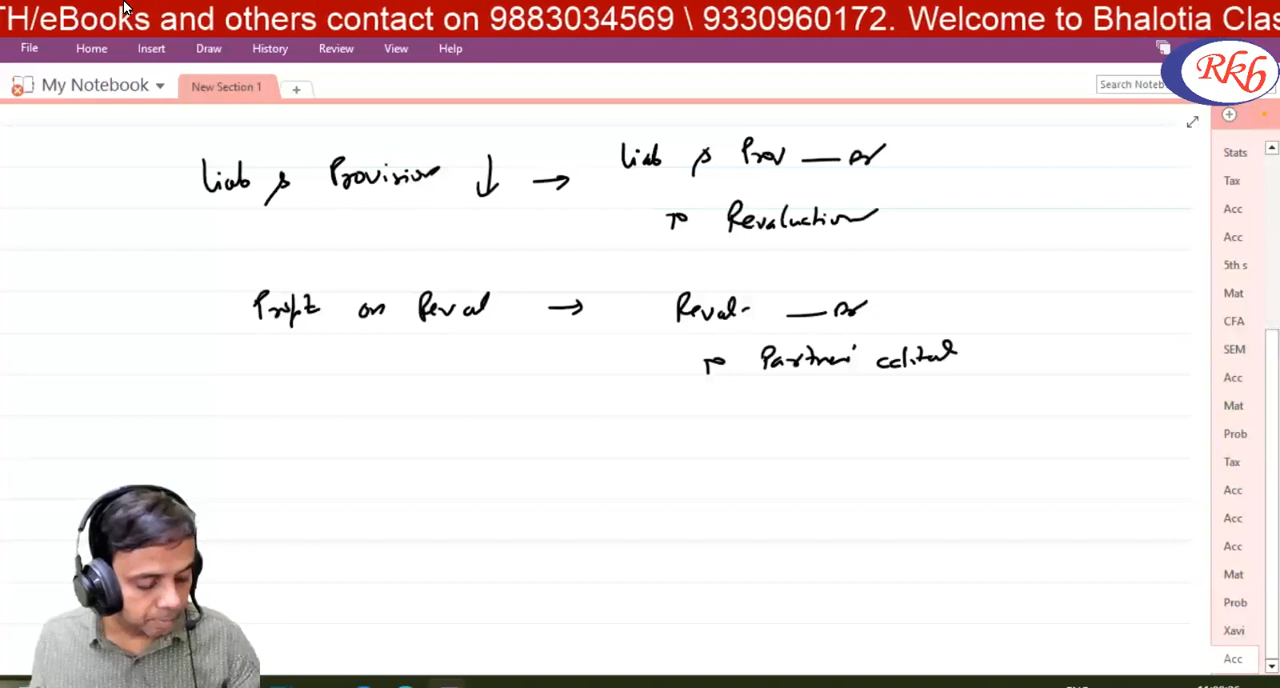 TH/eBooks and others contact on 9883034569 \ 9330960172. Welcome to Bhalotia Clas
File Home Insert Draw History Review View Help
Rkb
My Notebook New Section 1 + Search Noteb
Liab & Provision ↓ → Liab & Prov — Dr
To Revaluation
Profit on Reval → Reval- — Dr
To Partners' capital
Stats
Tax
Acc
Acc
5th s
Mat
CFA
SEM
Acc
Mat
Prob
Tax
Acc
Acc
Acc
Mat
Prob
Xavi
Acc